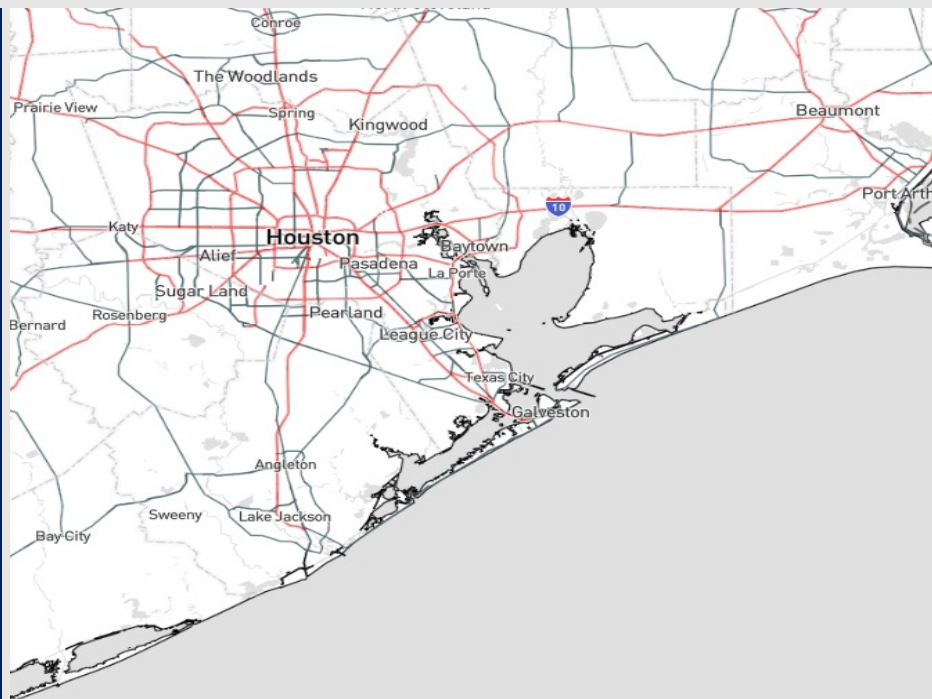 Conroe
The Woodlands
Prairie View
Spring
Kingwood
Beaumont
Port Arth
10
Katy
Houston
Alief
Pasadena
Baytown
La Porte
Sugar Land
Rosenberg
Bernard
Pearland
League City
Texas City
Galveston
Angleton
Sweeny
Lake Jackson
Bay City